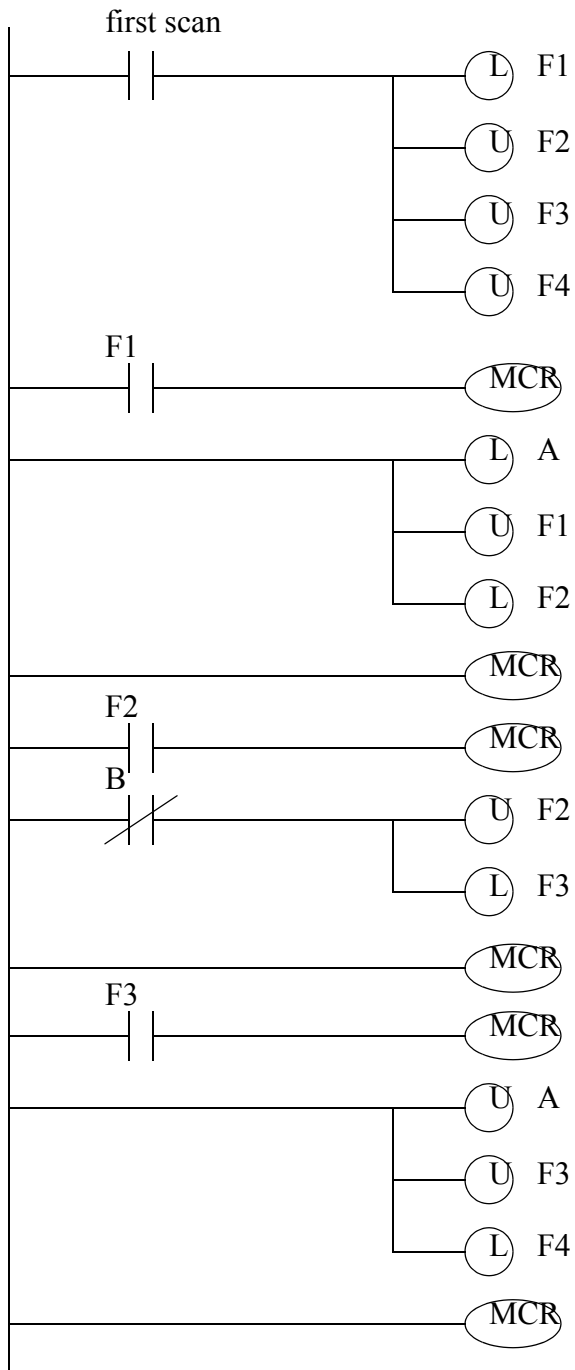 first scan
L F1
U F2
U F3
U F4
F1
MCR
L A
U F1
L F2
MCR
F2
MCR
B
U F2
L F3
MCR
F3
MCR
U A
U F3
L F4
MCR